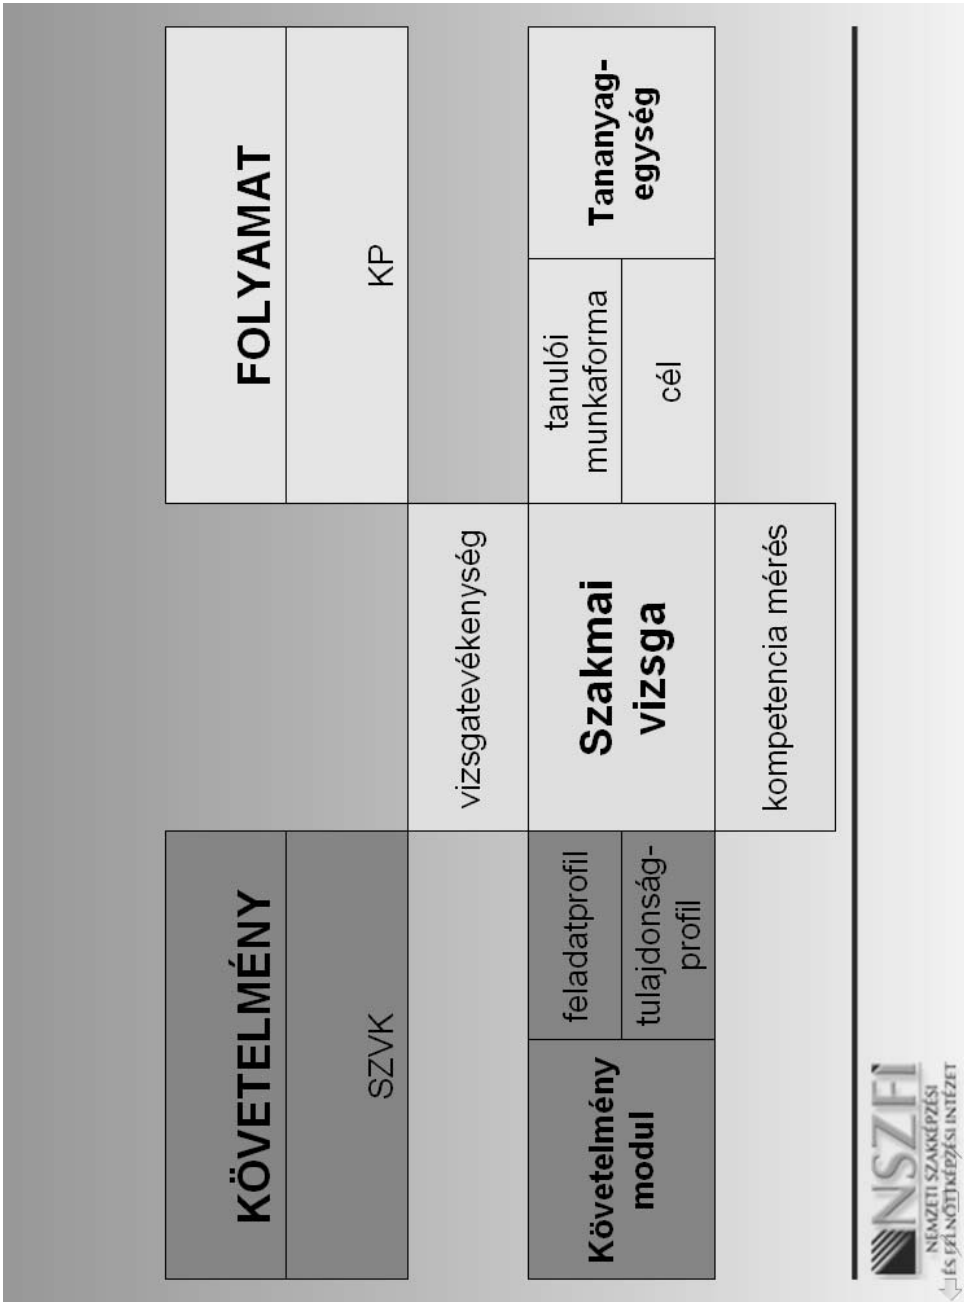 KÖVETELMÉNY
FOLYAMAT
SZVK
KP
vizsgatevékenység
Követelmény
modul
feladatprofil
tulajdonság-
profil
Szakmai
vizsga
tanulói
munkaforma
cél
Tananyag-
egység
kompetencia mérés
NSZFI
NEMZETI SZAKKÉPZÉSI
ÉS FELNŐTTKÉPZÉSI INTÉZET